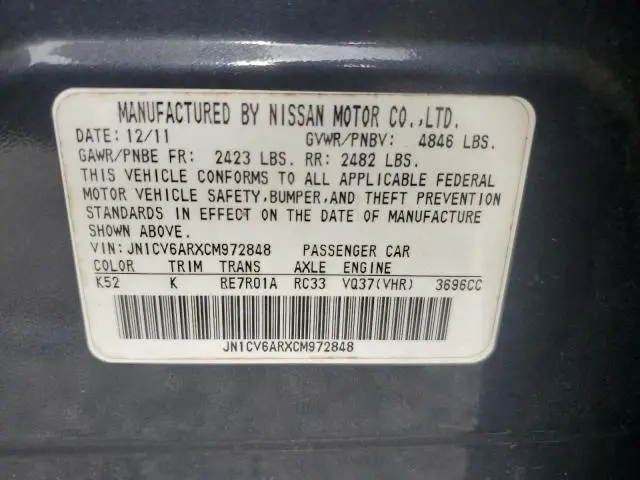 MANUFACTURED BY NISSAN MOTOR CO.,LTD.
DATE: 12/11 GVWR/PNBV: 4846 LBS.
GAWR/PNBE FR: 2423 LBS. RR: 2482 LBS.
THIS VEHICLE CONFORMS TO ALL APPLICABLE FEDERAL
MOTOR VEHICLE SAFETY,BUMPER,AND THEFT PREVENTION
STANDARDS IN EFFECT ON THE DATE OF MANUFACTURE
SHOWN ABOVE.
VIN:JN1CV6ARXCM972848 PASSENGER CAR
COLOR TRIM TRANS AXLE ENGINE
K52 K RE7R01A RC33 VQ37(VHR) 3696CC
JN1CV6ARXCM972848